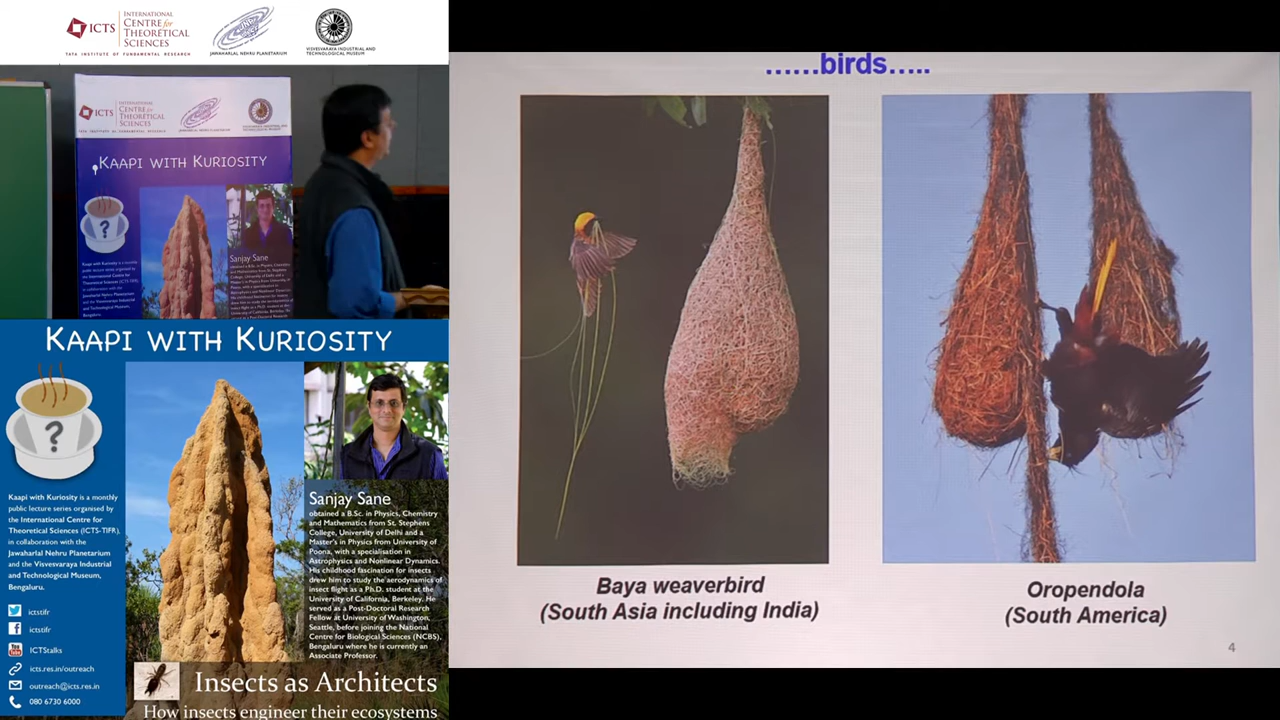 ICTS
INTERNATIONAL
CENTRE for
THEORETICAL
SCIENCES
TATA INSTITUTE OF FUNDAMENTAL RESEARCH
JAWAHARLAL NEHRU PLANETARIUM
VISVESVARAYA INDUSTRIAL AND
TECHNOLOGICAL MUSEUM
ICTS
INTERNATIONAL
CENTRE for
THEORETICAL
SCIENCES
KAAPI WITH KURIOSITY
?
Sanjay Sane
KAAPI WITH KURIOSITY
?
Kaapi with Kuriosity is a monthly
public lecture series organised by
the International Centre for
Theoretical Sciences (ICTS-TIFR),
in collaboration with the
Jawaharlal Nehru Planetarium
and the Visvesvaraya Industrial
and Technological Museum,
Bengaluru.
ictstifr
ictstifr
ICTStalks
icts.res.in/outreach
outreach@icts.res.in
080 6730 6000
Sanjay Sane
obtained a B.Sc. in Physics, Chemistry
and Mathematics from St. Stephens
College, University of Delhi and a
Master's in Physics from University of
Poona, with a specialisation in
Astrophysics and Nonlinear Dynamics.
His childhood fascination for insects
drew him to study the aerodynamics of
insect flight as a Ph.D. student at the
University of California, Berkeley. He
served as a Post-Doctoral Research
Fellow at University of Washington,
Seattle, before joining the National
Centre for Biological Sciences (NCBS),
Bengaluru where he is currently an
Associate Professor.
Insects as Architects
How insects engineer their ecosystems
......birds.....
Baya weaverbird
(South Asia including India)
Oropendola
(South America)
4